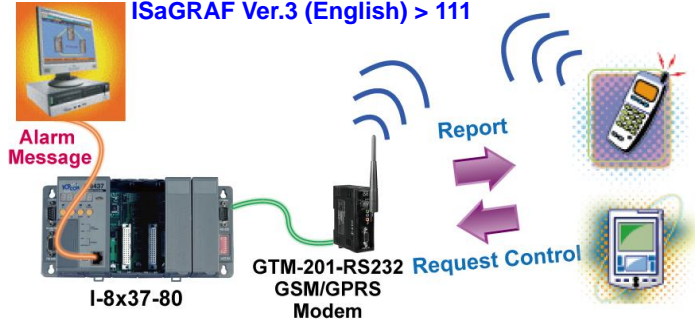 ISaGRAF Ver.3 (English) > 111
Alarm
Message
Report
Request Control
I-8x37-80
GTM-201-RS232
GSM/GPRS
Modem